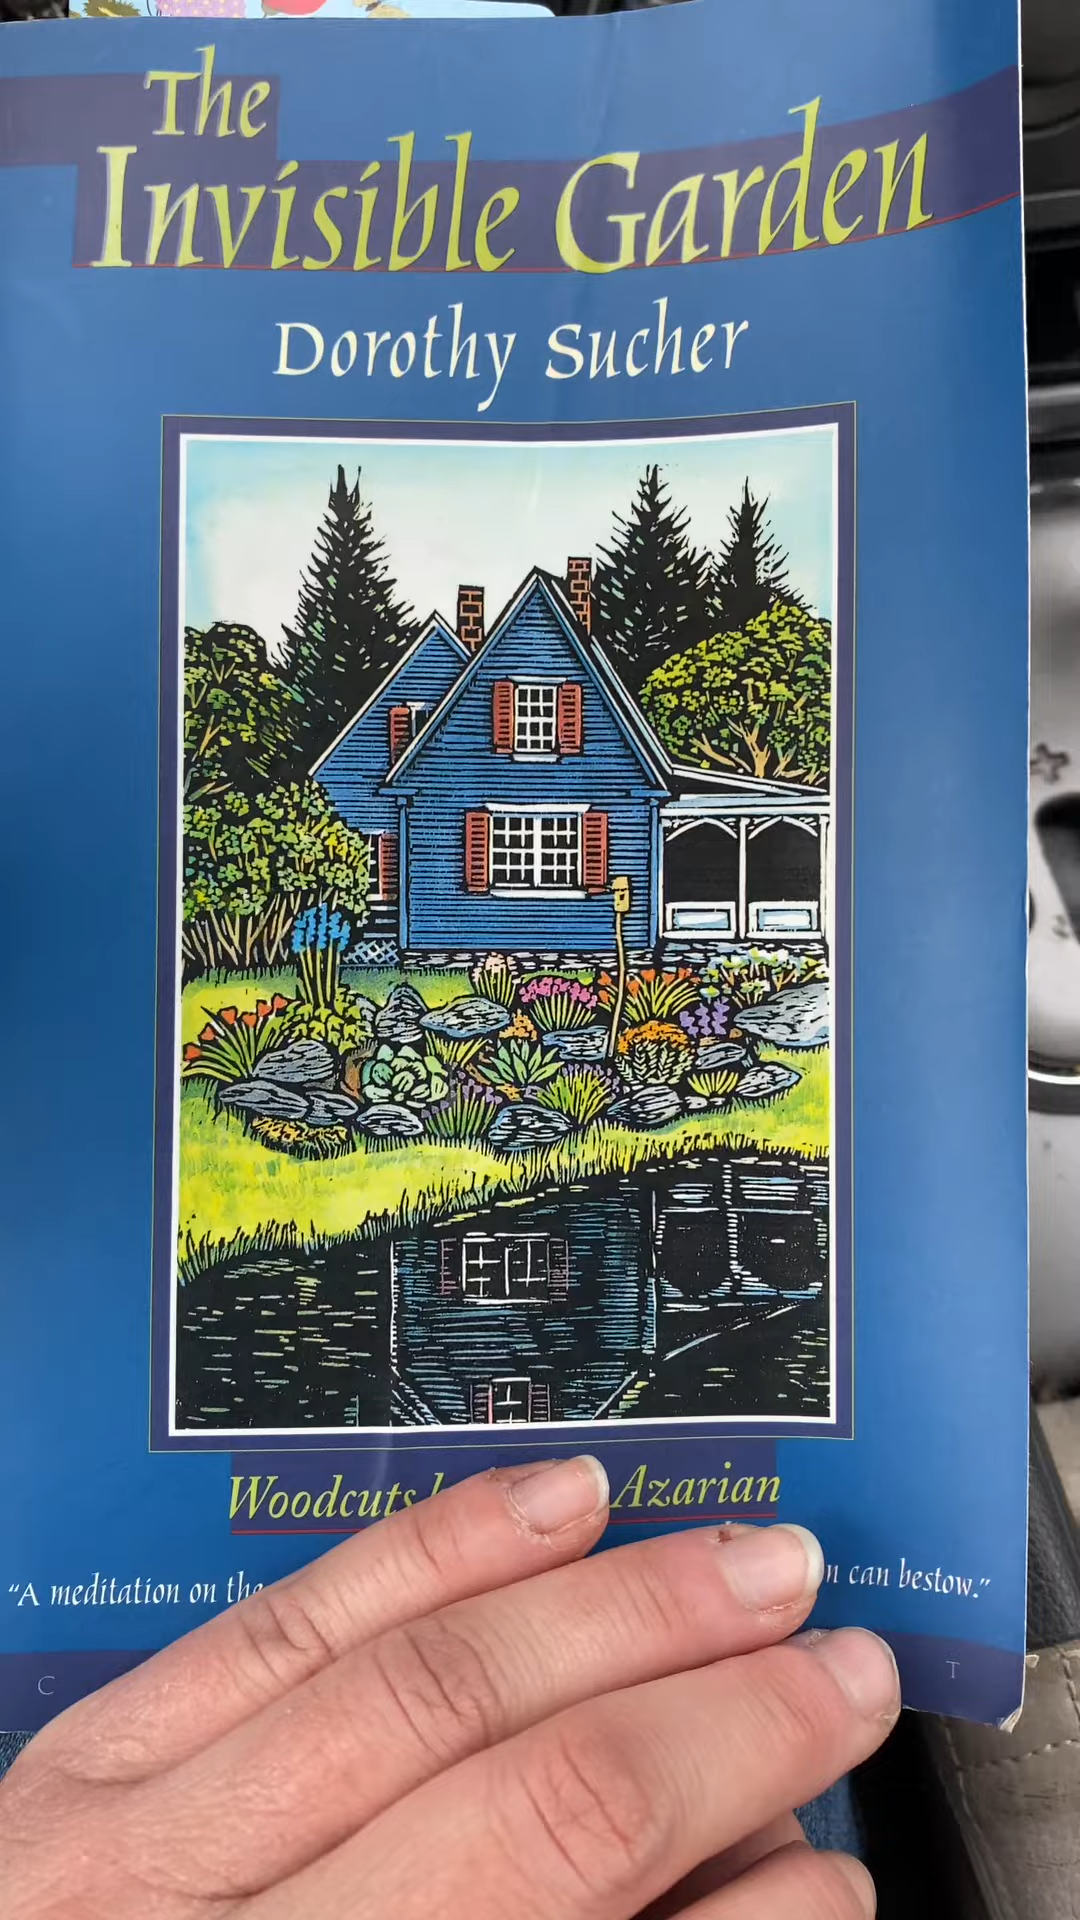 The
Invisible Garden
Dorothy Sucher
Woodcuts Azarian
"A meditation on the can bestow."
C T